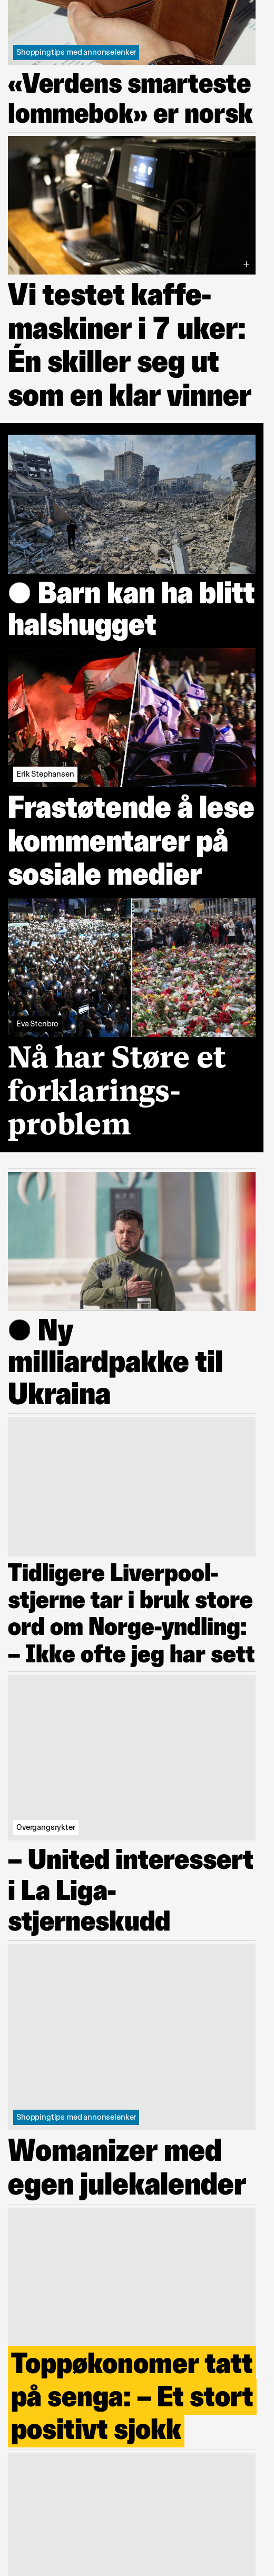 Shoppingtips med annonselenker
«Verdens smarteste
lommebok» er norsk
Vi testet kaffe-
maskiner i 7 uker:
Én skiller seg ut
som en klar vinner
Barn kan ha blitt
halshugget
Erik Stephansen
Frastøtende å lese
kommentarer på
sosiale medier
Eva Stenbro
Nå har Støre et
forklarings-
problem
Ny
milliardpakke til
Ukraina
Tidligere Liverpool-
stjerne tar i bruk store
ord om Norge-yndling:
– Ikke ofte jeg har sett
Overgangsrykter
– United interessert
i La Liga-
stjerneskudd
Shoppingtips med annonselenker
Womanizer med
egen julekalender
Toppøkonomer tatt
på senga: – Et stort
positivt sjokk